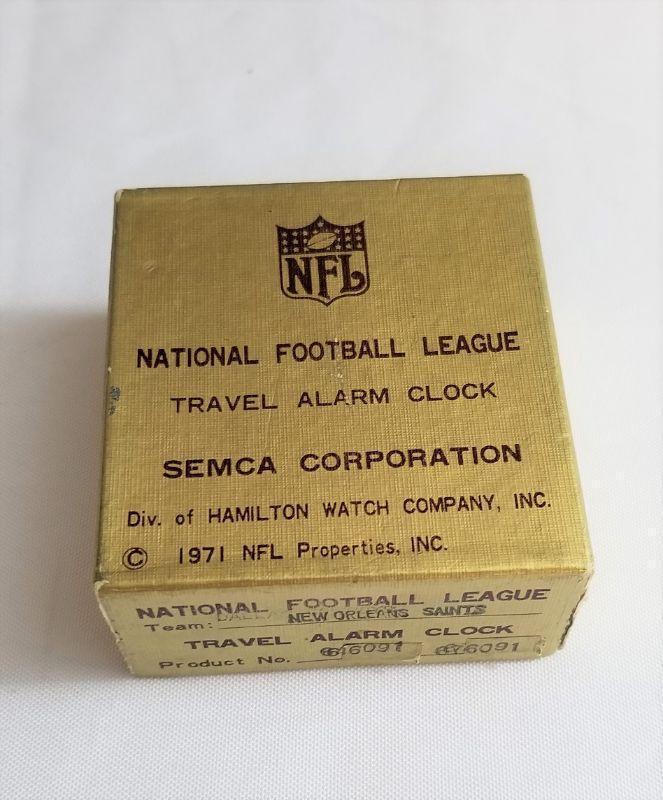 NFL
NATIONAL FOOTBALL LEAGUE
TRAVEL ALARM CLOCK
SEMCA CORPORATION
Div. of HAMILTON WATCH COMPANY, INC.
© 1971 NFL Properties, INC.
NATIONAL FOOTBALL LEAGUE
Team: NEW ORLEANS SAINTS
TRAVEL ALARM CLOCK
Product No.